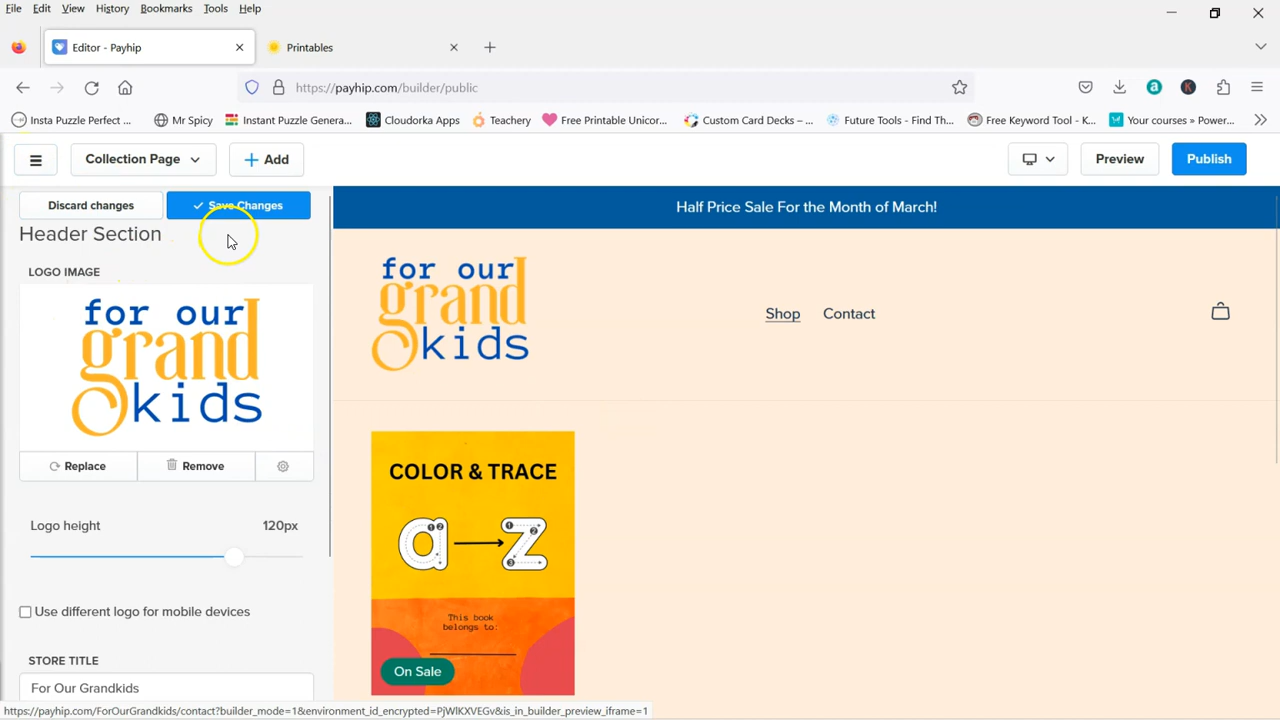 File Edit View History Bookmarks Tools Help
Editor - Payhip
Printables
https://payhip.com/builder/public
Insta Puzzle Perfect ...
Mr Spicy
Instant Puzzle Genera...
Cloudorka Apps
Teachery
Free Printable Unicor...
Custom Card Decks – ...
Future Tools - Find Th...
Free Keyword Tool - K...
Your courses » Power...
Collection Page
Add
Preview
Publish
Discard changes
Save Changes
Header Section
LOGO IMAGE
for our
grand
kids
Replace
Remove
Logo height 120px
Use different logo for mobile devices
STORE TITLE
For Our Grandkids
Half Price Sale For the Month of March!
for our
grand
kids
Shop Contact
COLOR & TRACE
a z
This book
belongs to:
On Sale
https://payhip.com/ForOurGrandkids/contact?builder_mode=1&environment_id_encrypted=PjWlKXVEGv&is_in_builder_preview_iframe=1